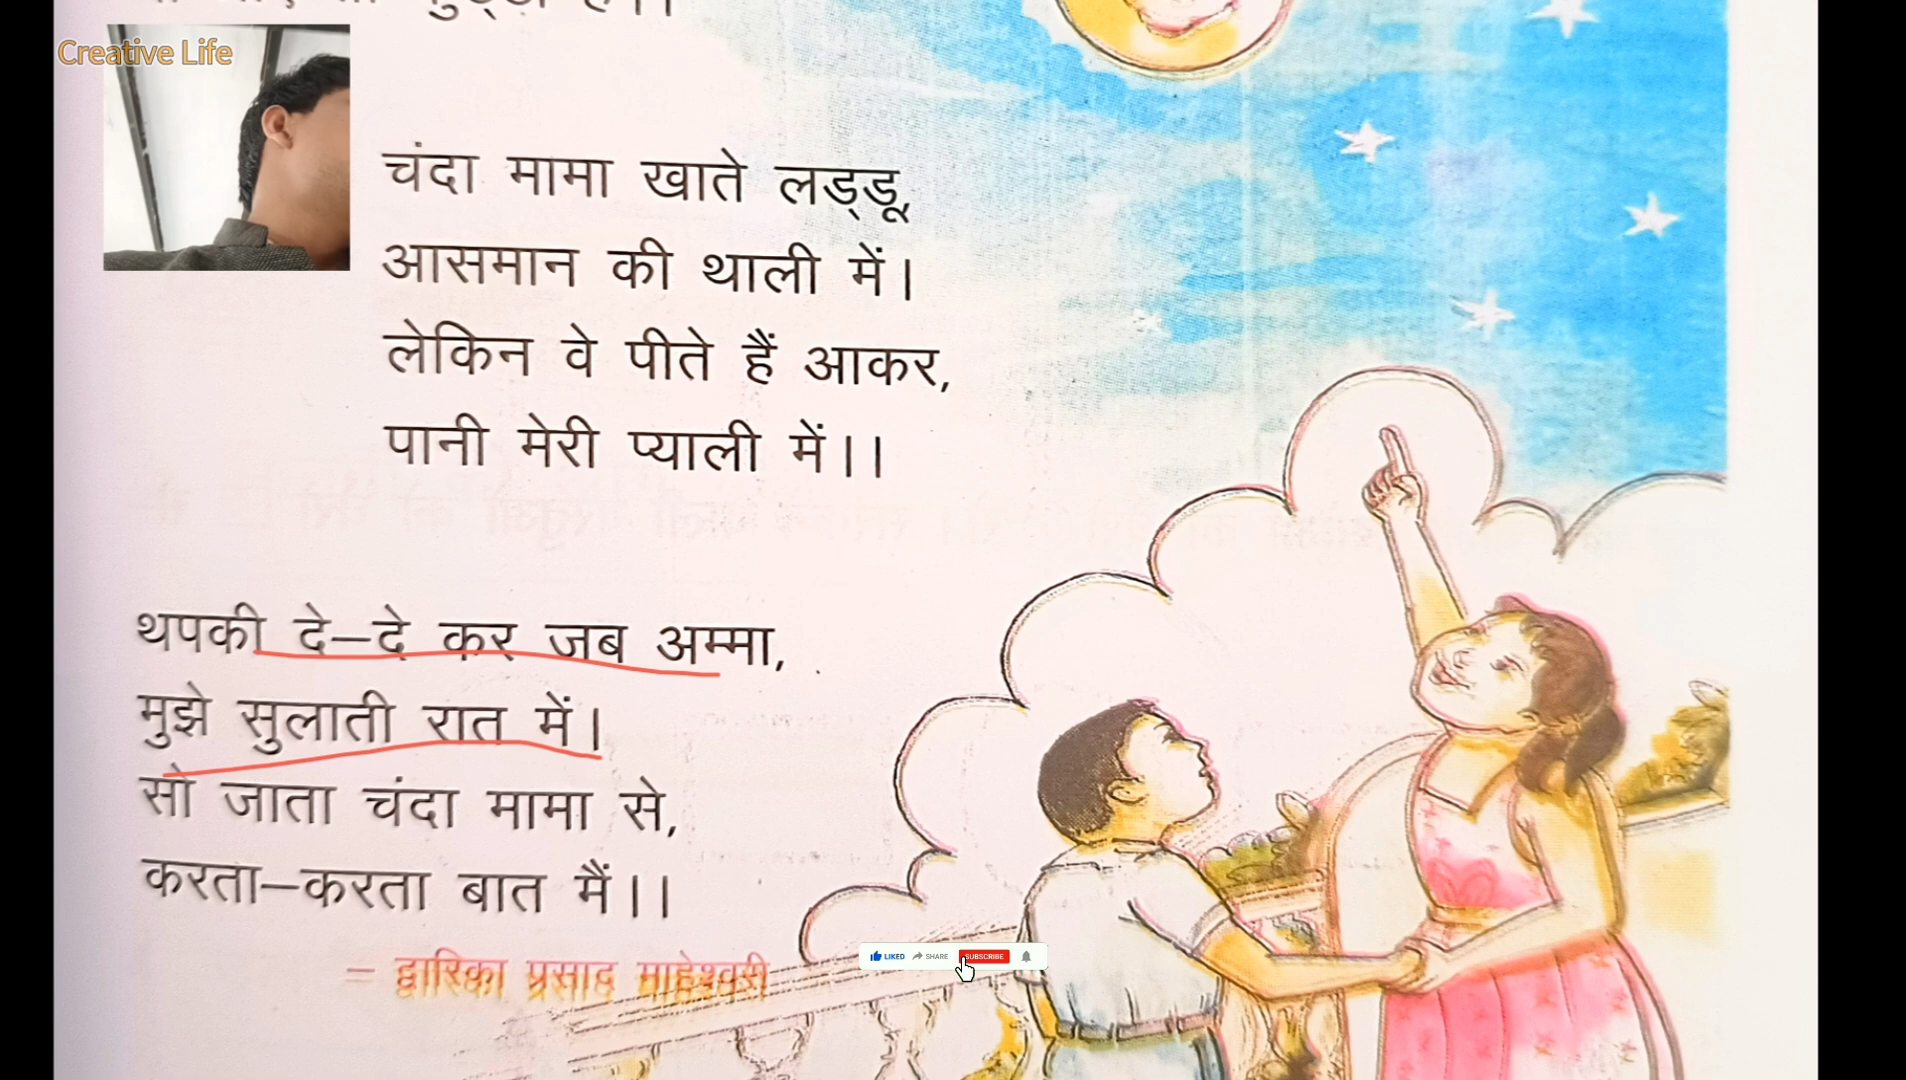 Creative Life
चंदा मामा खाते लड्डू,
आसमान की थाली में।
लेकिन वे पीते हैं आकर,
पानी मेरी प्याली में।।
थपकी दे–दे कर जब अम्मा,
मुझे सुलाती रात में।
सो जाता चंदा मामा से,
करता–करता बात मैं।।
= द्वारिका प्रसाद माहेश्वरी
LIKED SHARE SUBSCRIBE